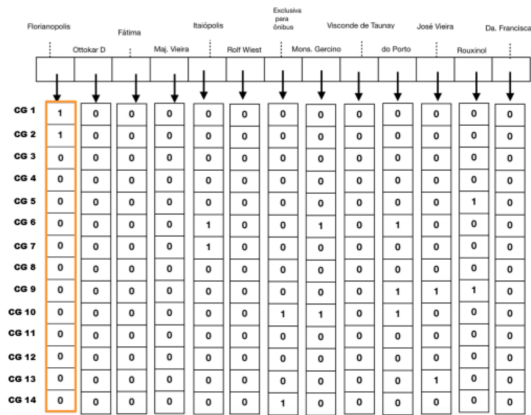 Florianopolis Fátima Itaiópolis Exclusiva para ônibus Visconde de Taunay José Vieira Da. Francisca
Ottokar D Maj. Vieira Rolf Wiest Mons. Gercino do Porto Rouxinol
CG 1 1 0 0 0 0 0 0 0 0 0 0 0 0
CG 2 1 0 0 0 0 0 0 0 0 0 0 0 0
CG 3 0 0 0 0 0 0 0 0 0 0 0 0 0
CG 4 0 0 0 0 0 0 0 0 0 0 0 0 0
CG 5 0 0 0 0 0 0 0 0 0 0 0 1 0
CG 6 0 0 0 0 1 0 0 1 0 1 0 0 0
CG 7 0 0 0 0 1 0 0 0 0 0 0 0 0
CG 8 0 0 0 0 0 0 0 0 0 0 0 0 0
CG 9 0 0 0 0 0 0 0 0 0 1 1 1 0
CG 10 0 0 0 0 0 0 1 1 0 1 0 0 0
CG 11 0 0 0 0 0 0 0 0 0 0 0 0 0
CG 12 0 0 0 0 0 0 0 0 0 0 0 0 0
CG 13 0 0 0 0 0 0 0 0 0 0 1 0 0
CG 14 0 0 0 0 0 0 1 0 0 0 0 0 0